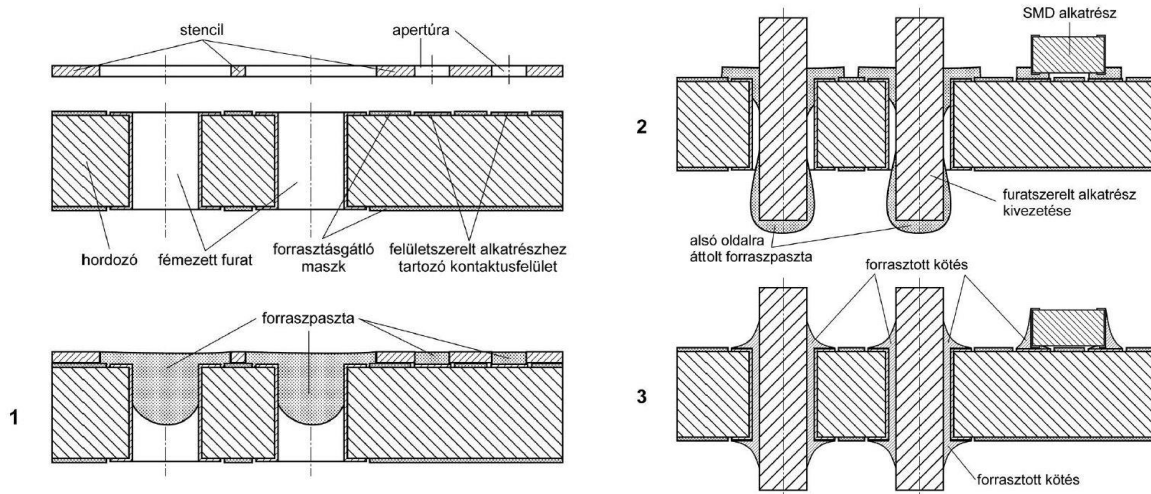 stencil
apertúra
hordozó
fémezett furat
forrasztásgátló
maszk
felületszerelt alkatrészhez
tartozó kontaktusfelület
forraszpaszta
1
SMD alkatrész
2
furatszerelt alkatrész
kivezetése
alsó oldalra
áttolt forraszpaszta
forrasztott kötés
3
forrasztott kötés